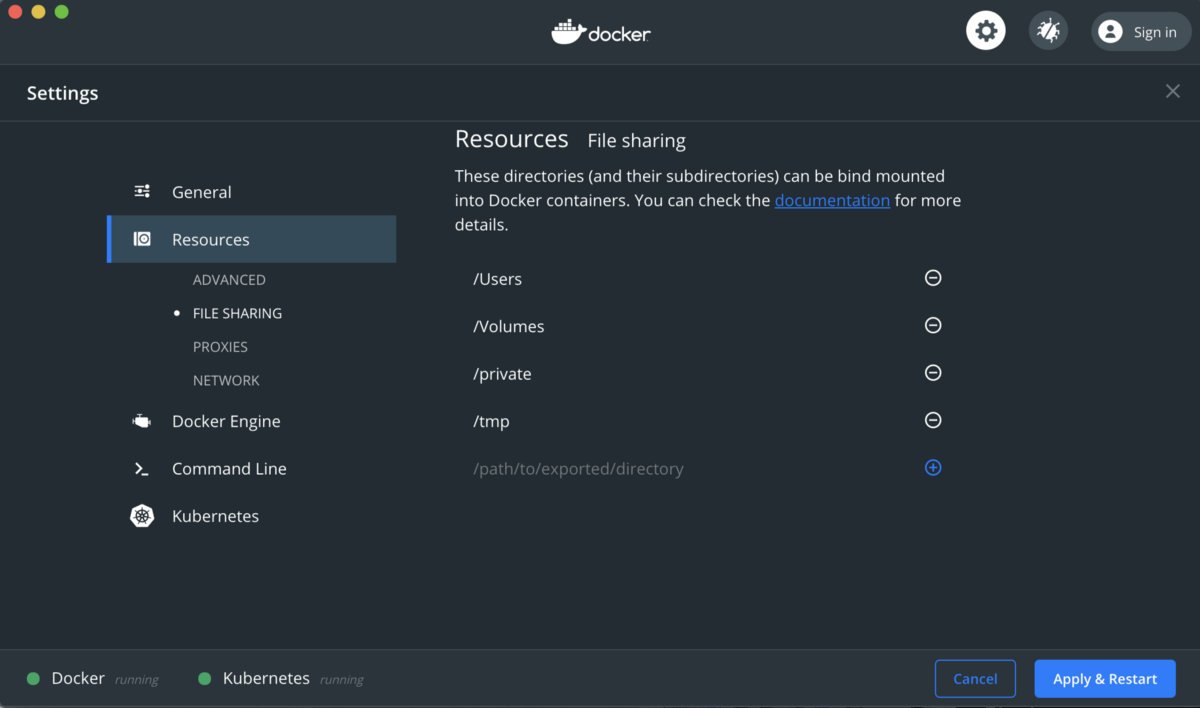 docker
Sign in
Settings
General
Resources
ADVANCED
FILE SHARING
PROXIES
NETWORK
Docker Engine
Command Line
Kubernetes
Resources File sharing
These directories (and their subdirectories) can be bind mounted
into Docker containers. You can check the documentation for more
details.
/Users
/Volumes
/private
/tmp
/path/to/exported/directory
Docker running
Kubernetes running
Cancel
Apply & Restart